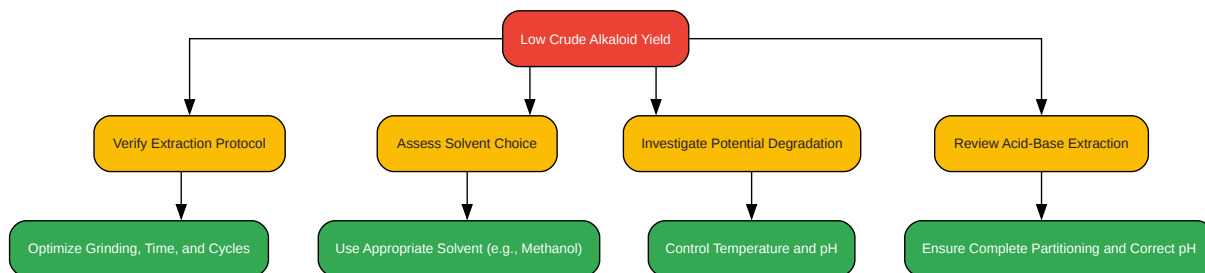 Low Crude Alkaloid Yield
Verify Extraction Protocol
Assess Solvent Choice
Investigate Potential Degradation
Review Acid-Base Extraction
Optimize Grinding, Time, and Cycles
Use Appropriate Solvent (e.g., Methanol)
Control Temperature and pH
Ensure Complete Partitioning and Correct pH